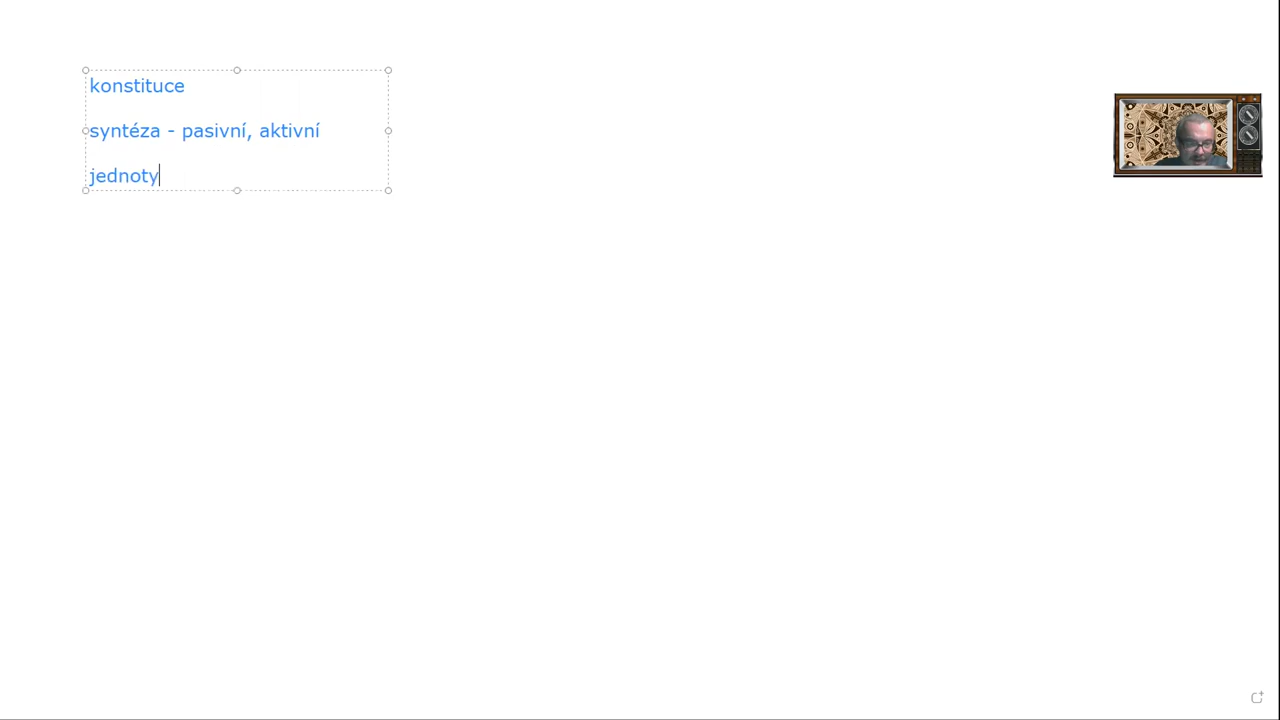 konstituce
syntéza - pasivní, aktivní
jednoty